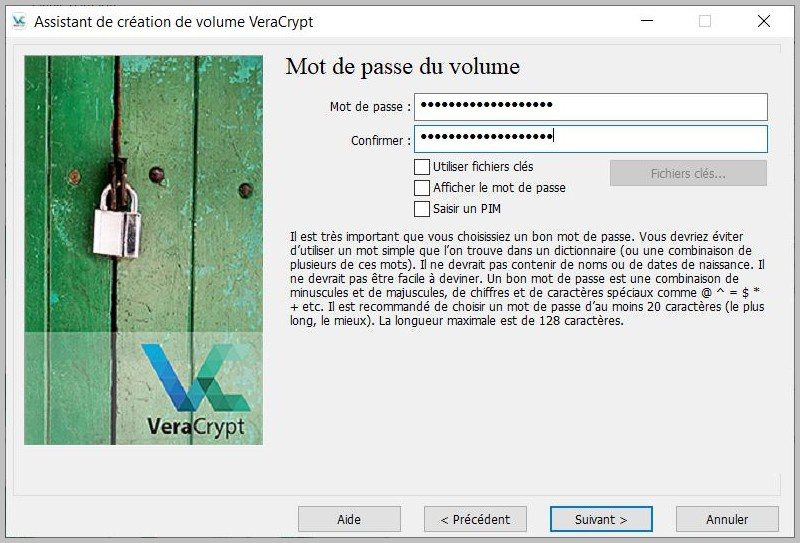 Assistant de création de volume VeraCrypt
Mot de passe du volume
Mot de passe : •••••••••••••••••••
Confirmer : •••••••••••••••••••
Utiliser fichiers clés
Fichiers clés...
Afficher le mot de passe
Saisir un PIM
Il est très important que vous choisissiez un bon mot de passe. Vous devriez éviter
d'utiliser un mot simple que l'on trouve dans un dictionnaire (ou une combinaison de
plusieurs de ces mots). Il ne devrait pas contenir de noms ou de dates de naissance. Il
ne devrait pas être facile à deviner. Un bon mot de passe est une combinaison de
minuscules et de majuscules, de chiffres et de caractères spéciaux comme @ ^ = $ *
+ etc. Il est recommandé de choisir un mot de passe d'au moins 20 caractères (le plus
long, le mieux). La longueur maximale est de 128 caractères.
VeraCrypt
Aide
< Précédent
Suivant >
Annuler